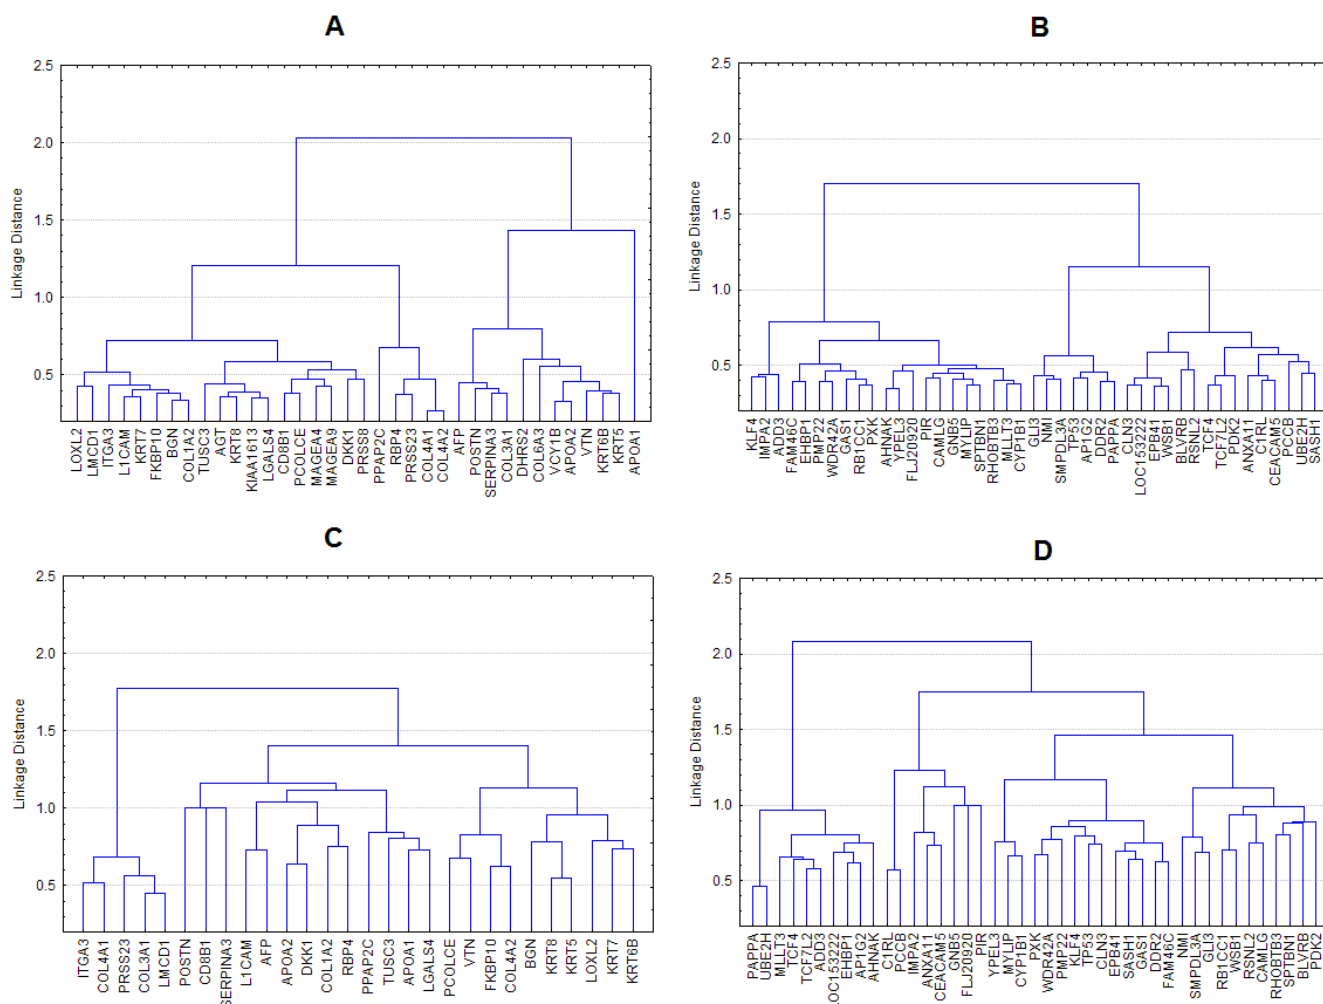 A
B
2.5
2.0
1.5
1.0
0.5
Linkage Distance
LOXL2
LMCD1
ITGA3
L1CAM
KRT7
FKBP10
BGN
COL1A2
TUSC3
AGT
KRT8
KIAA1613
LGALS4
CD8B1
PCOLCE
MAGEA4
MAGEA9
DKK1
PRSS8
PPAP2C
RBP4
PRSS23
COL4A1
COL4A2
AFP
POSTN
SERPINA3
COL3A1
DHRS2
COL6A3
VCY1B
APOA2
VTN
KRT6B
KRT5
APOA1
2.5
2.0
1.5
1.0
0.5
Linkage Distance
KLF4
IMPA2
ADD3
FAM46C
EHBP1
PMP22
WDR42A
GAS1
RB1CC1
PXK
AHNAK
YPEL3
FLJ20920
PIR
CAMLG
GNB5
MYLIP
SPTBN1
RHOBTB3
MLLT3
CYP1B1
GLI3
NMI
SMPDL3A
TP53
AP1G2
DDR2
PAPPA
CLN3
LOC153222
EPB41
WSB1
BLVRB
RSNL2
TCF4
TCF7L2
PDK2
ANXA11
C1RL
CEACAM5
PCCB
UBE2H
SASH1
C
D
2.5
2.0
1.5
1.0
0.5
Linkage Distance
ITGA3
COL4A1
PRSS23
COL3A1
LMCD1
POSTN
CD8B1
SERPINA3
L1CAM
AFP
APOA2
DKK1
COL1A2
RBP4
PPAP2C
TUSC3
APOA1
LGALS4
PCOLCE
VTN
FKBP10
COL4A2
BGN
KRT8
KRT5
LOXL2
KRT7
KRT6B
2.5
2.0
1.5
1.0
0.5
Linkage Distance
PAPPA
UBE2H
MLLT3
TCF4
TCF7L2
ADD3
LOC153222
EHBP1
AP1G2
AHNAK
C1RL
PCCB
IMPA2
ANXA11
CEACAM5
GNB5
FLJ20920
PIR
YPEL3
MYLIP
CYP1B1
PXK
WDR42A
PMP22
KLF4
TP53
CLN3
EPB41
SASH1
GAS1
DDR2
FAM46C
NMI
SMPDL3A
GLI3
RB1CC1
WSB1
RSNL2
CAMLG
RHOBTB3
SPTBN1
BLVRB
PDK2